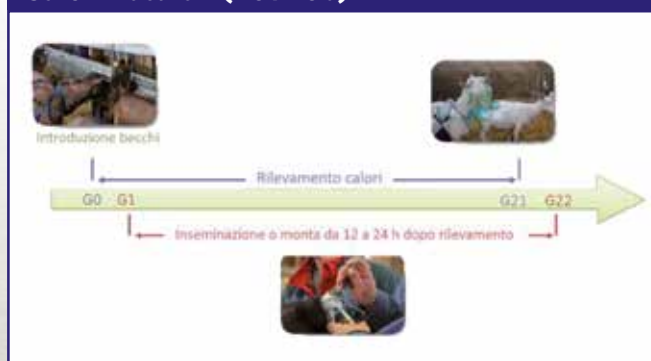 Introduzione becchi
Rilevamento calori
G0 G1 G21 G22
Inseminazione o monta da 12 a 24 h dopo rilevamento